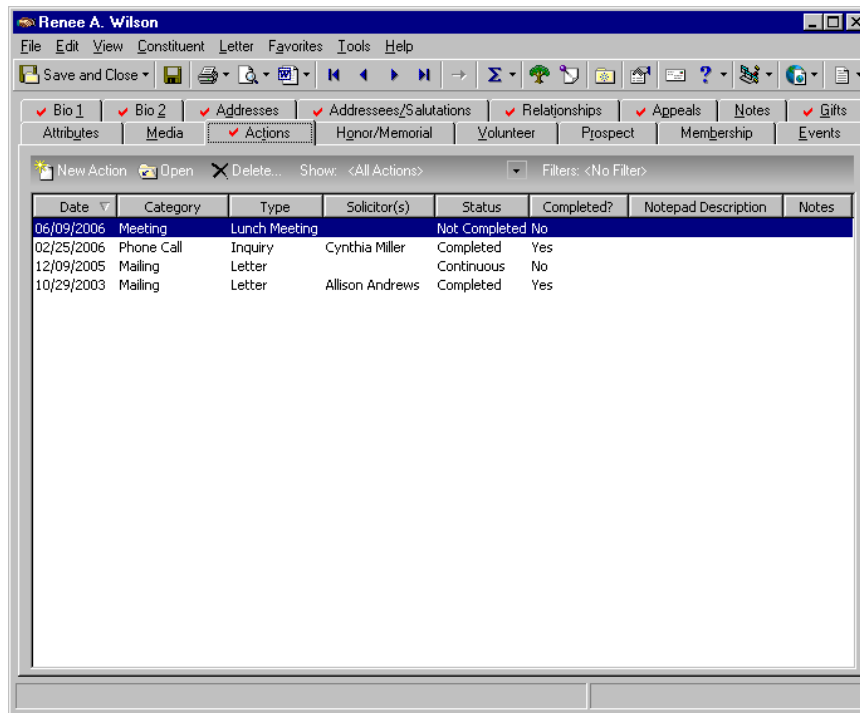 Renee A. Wilson
File Edit View Constituent Letter Favorites Tools Help
Save and Close
Bio 1 Bio 2 Addresses Addressees/Salutations Relationships Appeals Notes Gifts
Attributes Media Actions Honor/Memorial Volunteer Prospect Membership Events
New Action Open Delete... Show: <All Actions> Filters: <No Filter>
Date Category Type Solicitor(s) Status Completed? Notepad Description Notes
06/09/2006 Meeting Lunch Meeting Not Completed No
02/25/2006 Phone Call Inquiry Cynthia Miller Completed Yes
12/09/2005 Mailing Letter Continuous No
10/29/2003 Mailing Letter Allison Andrews Completed Yes